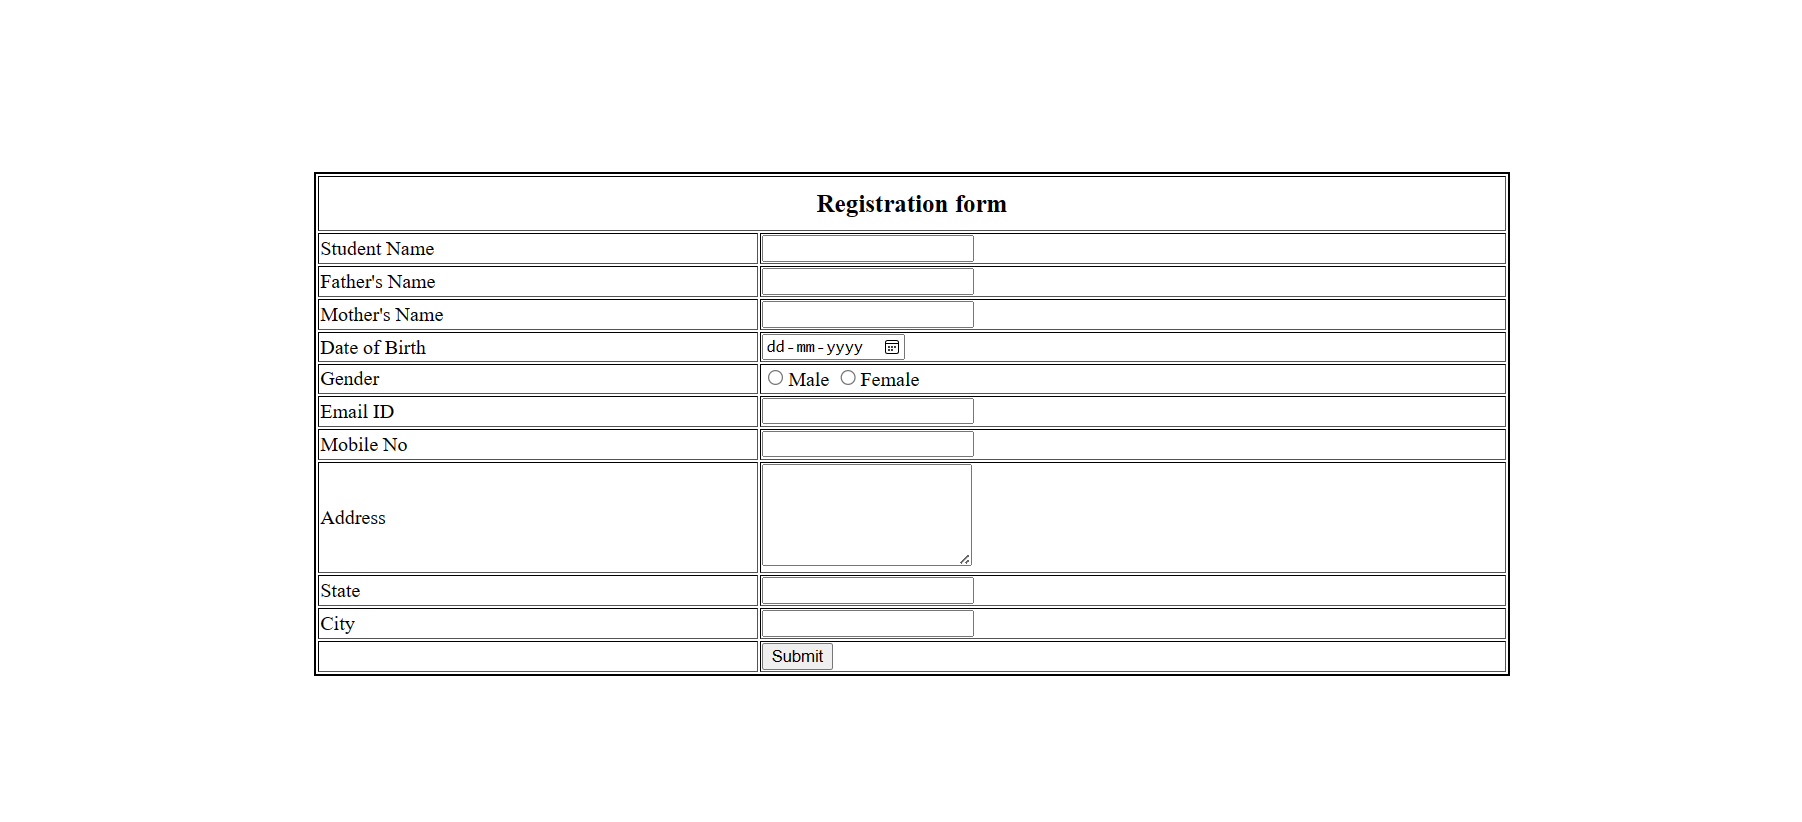 Registration form
Student Name
Father's Name
Mother's Name
Date of Birth dd-mm-yyyy
Gender Male Female
Email ID
Mobile No
Address
State
City
Submit